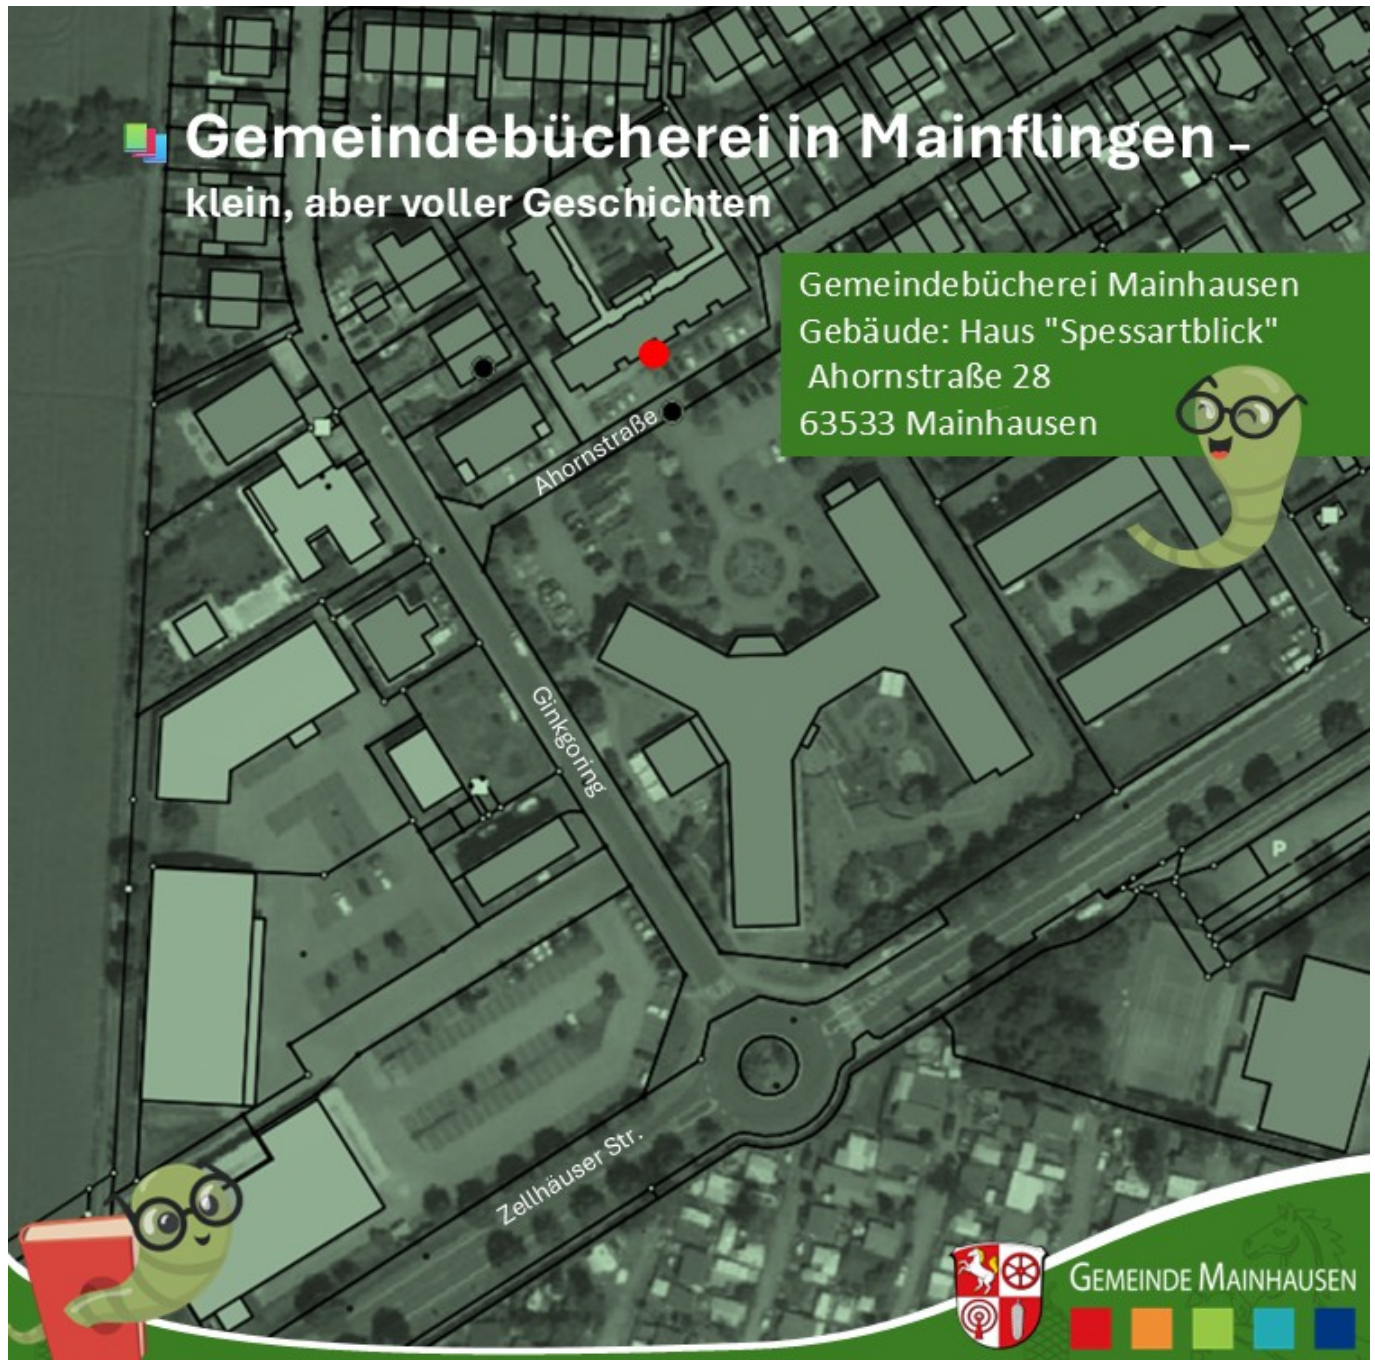 Gemeindebücherei in Mainflingen –
klein, aber voller Geschichten
Gemeindebücherei Mainhausen
Gebäude: Haus "Spessartblick"
Ahornstraße 28
63533 Mainhausen
Ahornstraße
Ginkgoring
P
Zellhäuser Str.
GEMEINDE MAINHAUSEN